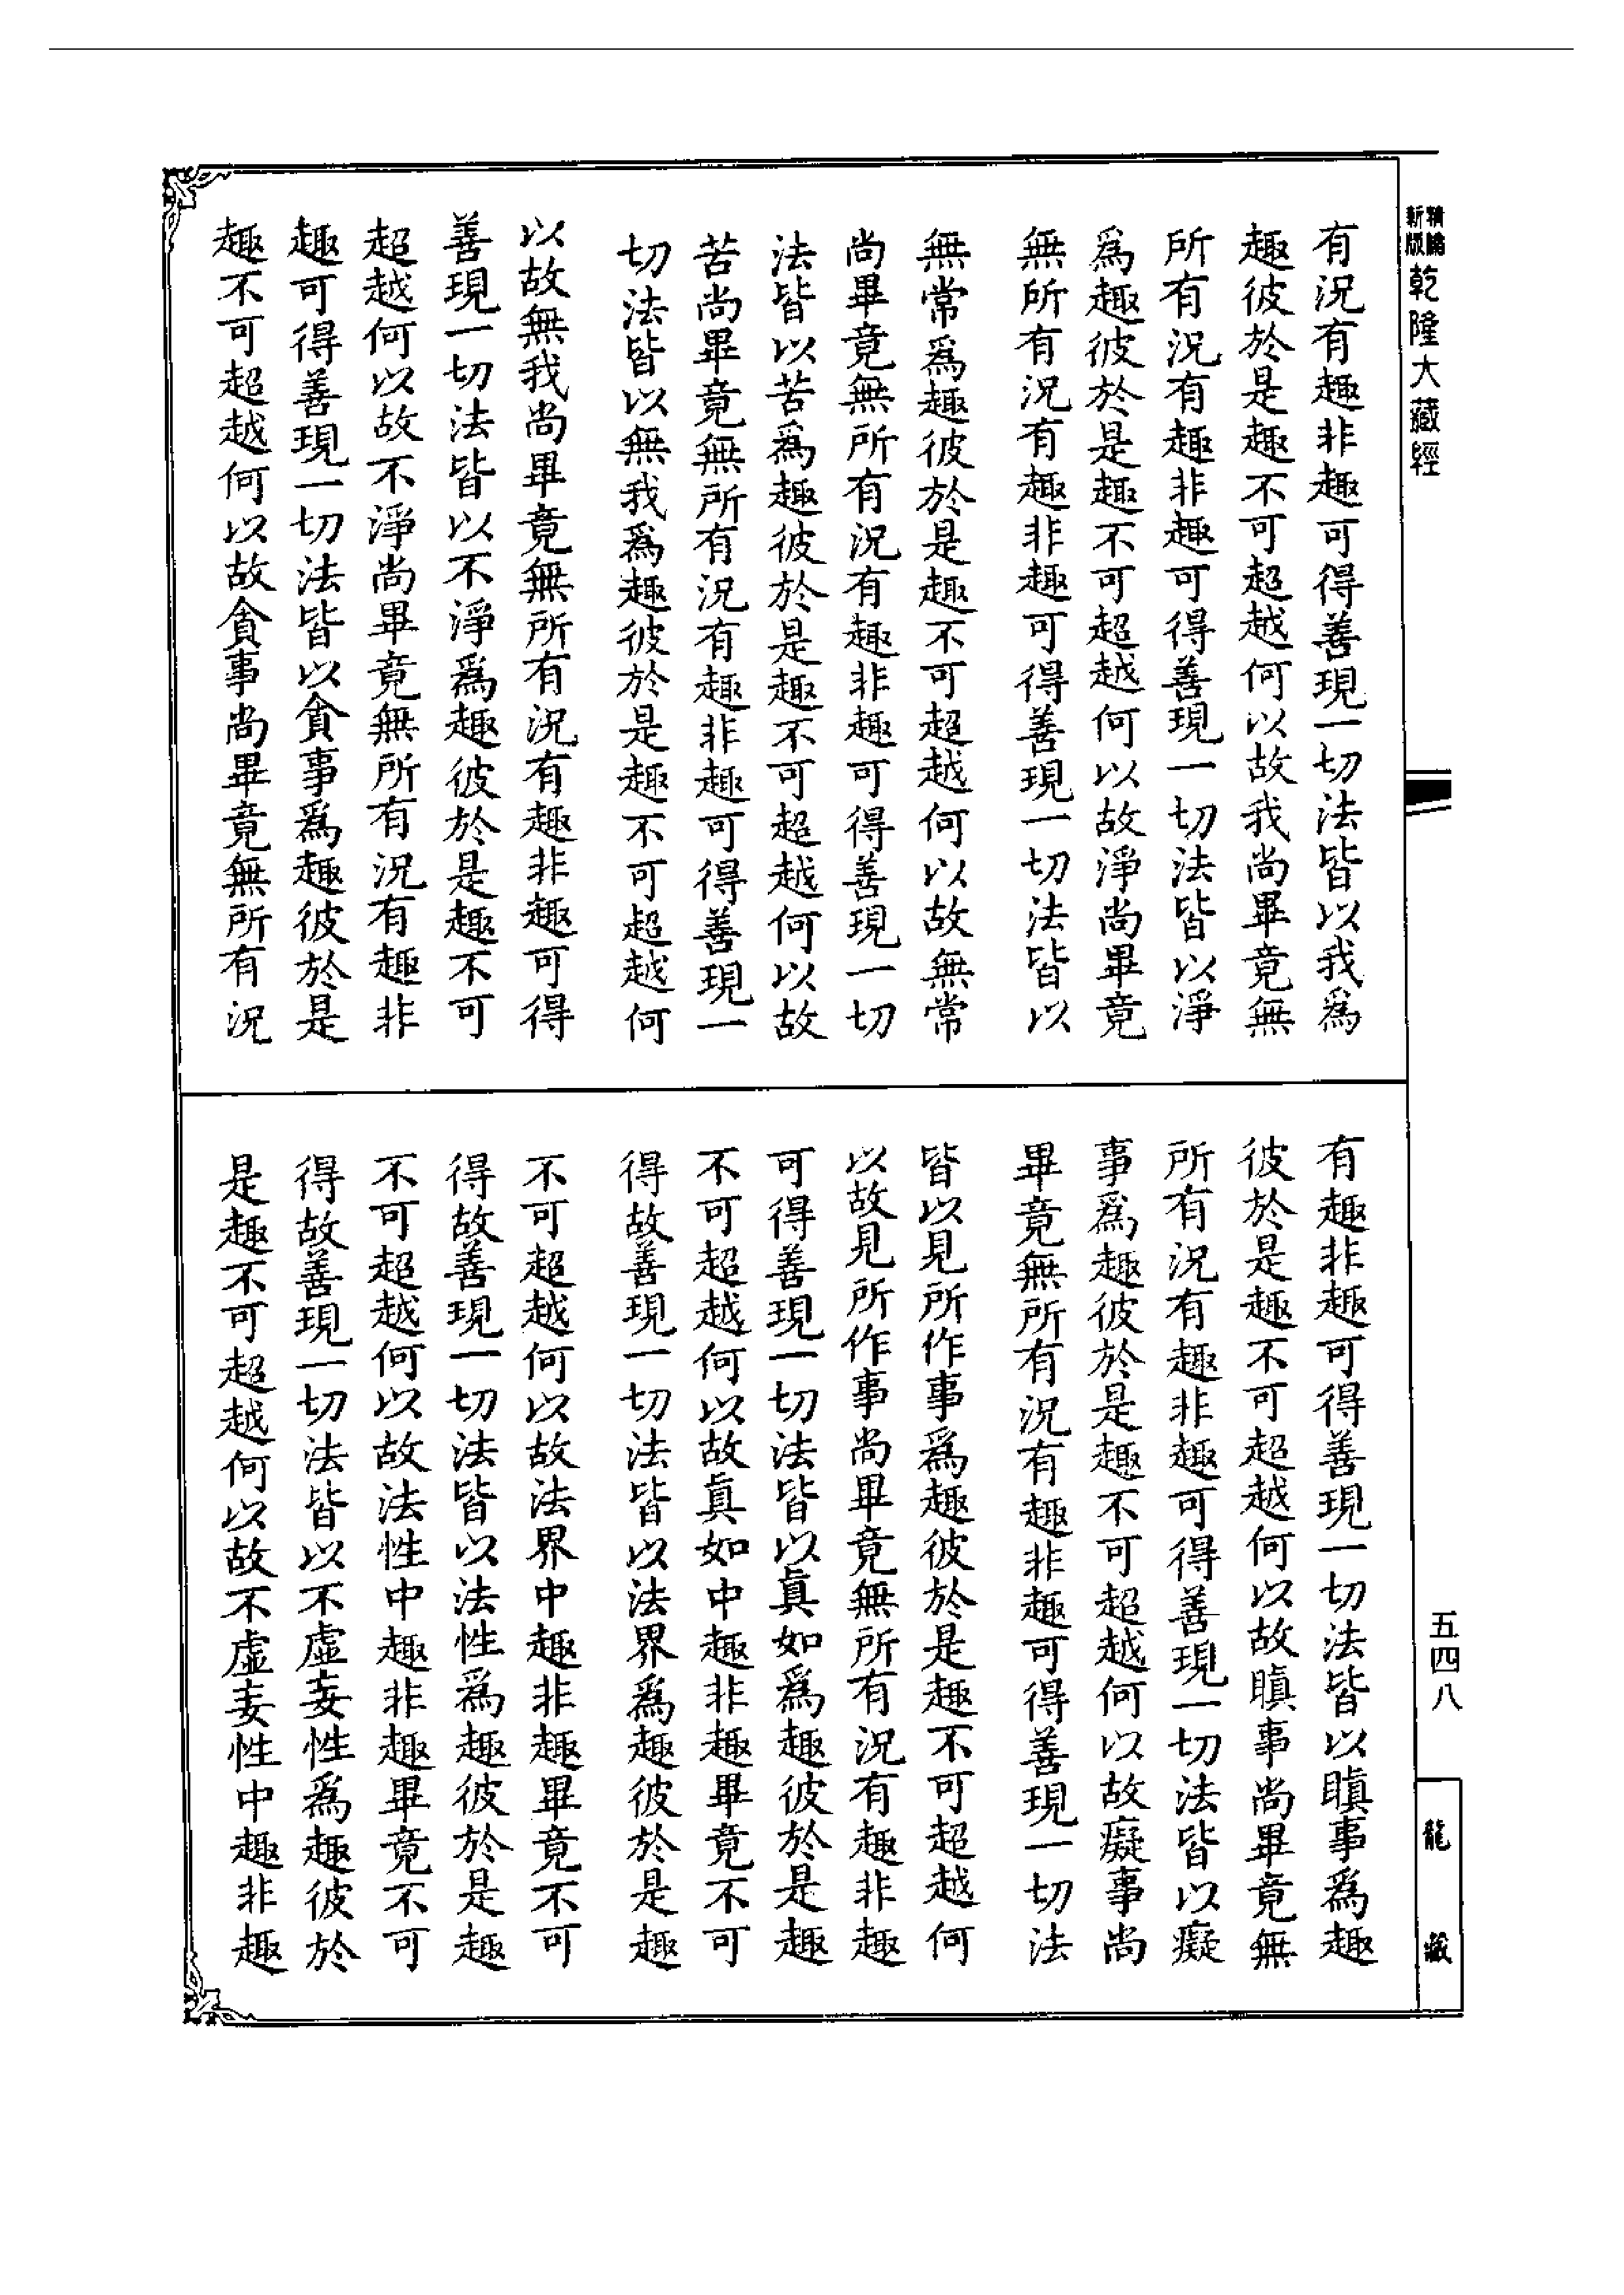 新版
精縮
乾隆大藏經
有況有趣非趣可得善現一切法皆以我為
趣彼於是趣不可超越何以故我尚畢竟無
所有況有趣非趣可得善現一切法皆以淨
為趣彼於是趣不可超越何以故淨尚畢竟
無所有況有趣非趣可得善現一切法皆以
無常為趣彼於是趣不可超越何以故無常
尚畢竟無所有況有趣非趣可得善現一切
法皆以苦為趣彼於是趣不可超越何以故
苦尚畢竟無所有況有趣非趣可得善現一
切法皆以無我為趣彼於是趣不可超越何
以故無我尚畢竟無所有況有趣非趣可得
善現一切法皆以不淨為趣彼於是趣不可
超越何以故不淨尚畢竟無所有況有趣非
趣可得善現一切法皆以貪事為趣彼於是
趣不可超越何以故貪事尚畢竟無所有況
有趣非趣可得善現一切法皆以瞋事為趣
彼於是趣不可超越何以故瞋事尚畢竟無
所有況有趣非趣可得善現一切法皆以癡
事為趣彼於是趣不可超越何以故癡事尚
畢竟無所有況有趣非趣可得善現一切法
皆以見所作事為趣彼於是趣不可超越何
以故見所作事尚畢竟無所有況有趣非趣
可得善現一切法皆以真如為趣彼於是趣
不可超越何以故真如中趣非趣畢竟不可
得故善現一切法皆以法界為趣彼於是趣
不可超越何以故法界中趣非趣畢竟不可
得故善現一切法皆以法性為趣彼於是趣
不可超越何以故法性中趣非趣畢竟不可
得故善現一切法皆以不虛妄性為趣彼於
是趣不可超越何以故不虛妄性中趣非趣
五四八
龍藏